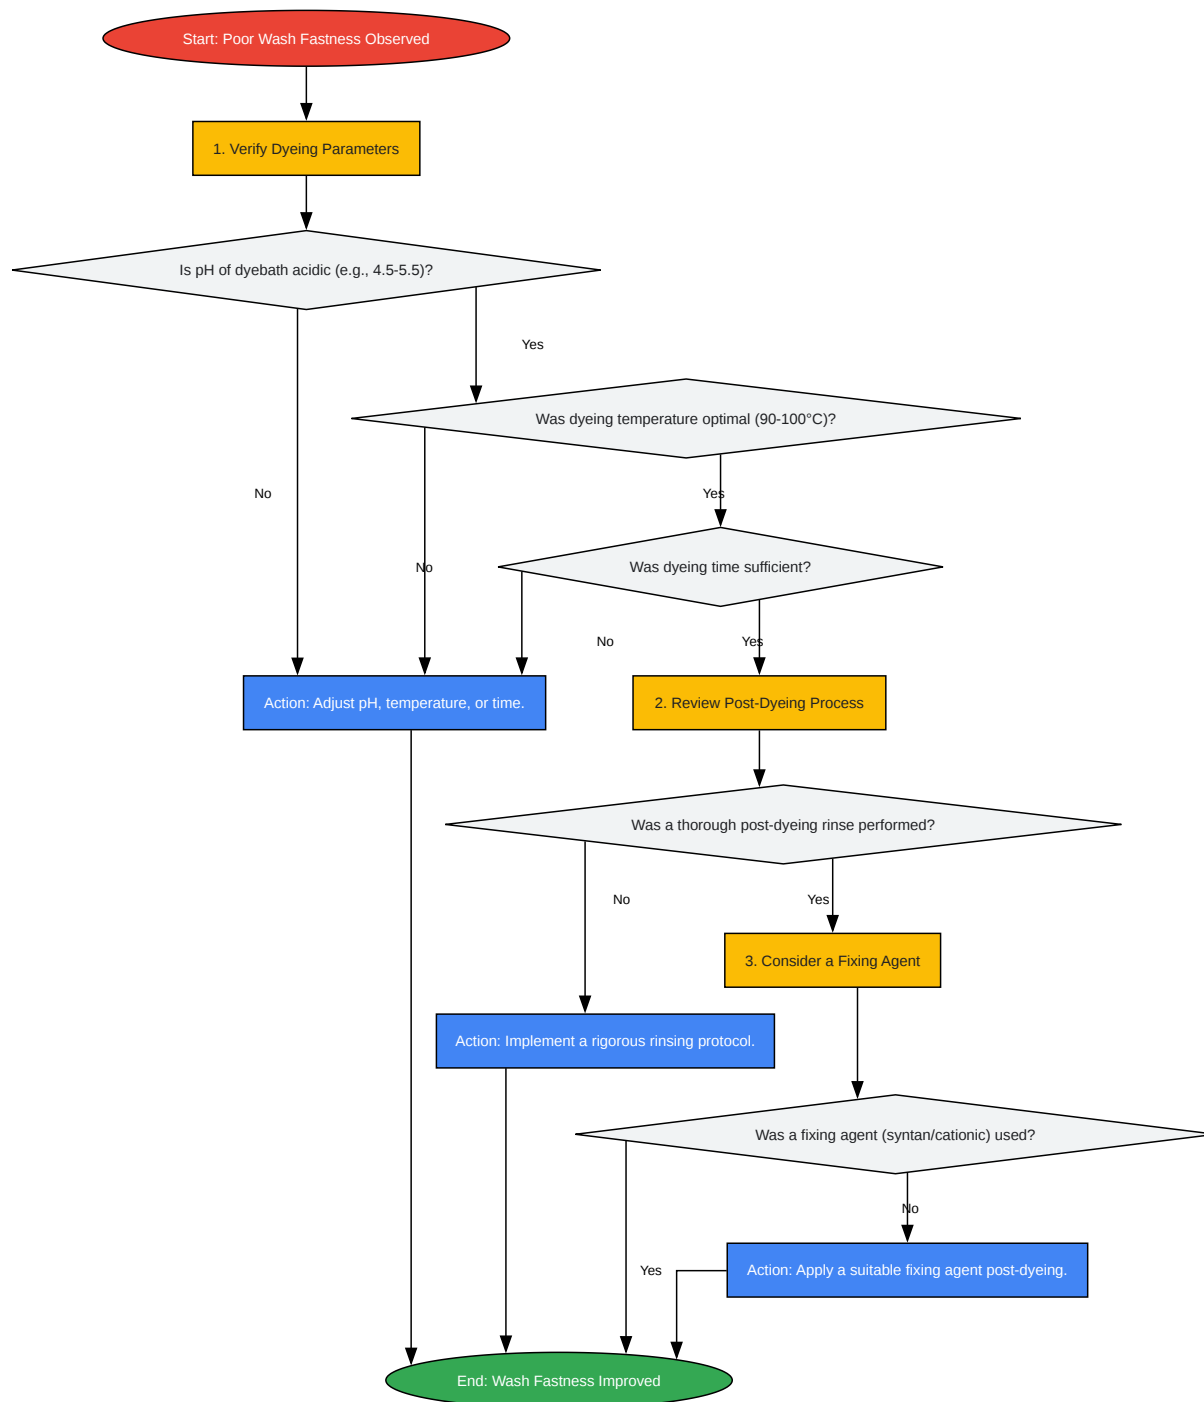 Start: Poor Wash Fastness Observed
1. Verify Dyeing Parameters
Is pH of dyebath acidic (e.g., 4.5-5.5)?
Yes
Was dyeing temperature optimal (90-100°C)?
No
Yes
No
Was dyeing time sufficient?
No
Yes
Action: Adjust pH, temperature, or time.
2. Review Post-Dyeing Process
Was a thorough post-dyeing rinse performed?
No
Yes
3. Consider a Fixing Agent
Action: Implement a rigorous rinsing protocol.
Was a fixing agent (syntan/cationic) used?
No
Yes
Action: Apply a suitable fixing agent post-dyeing.
End: Wash Fastness Improved